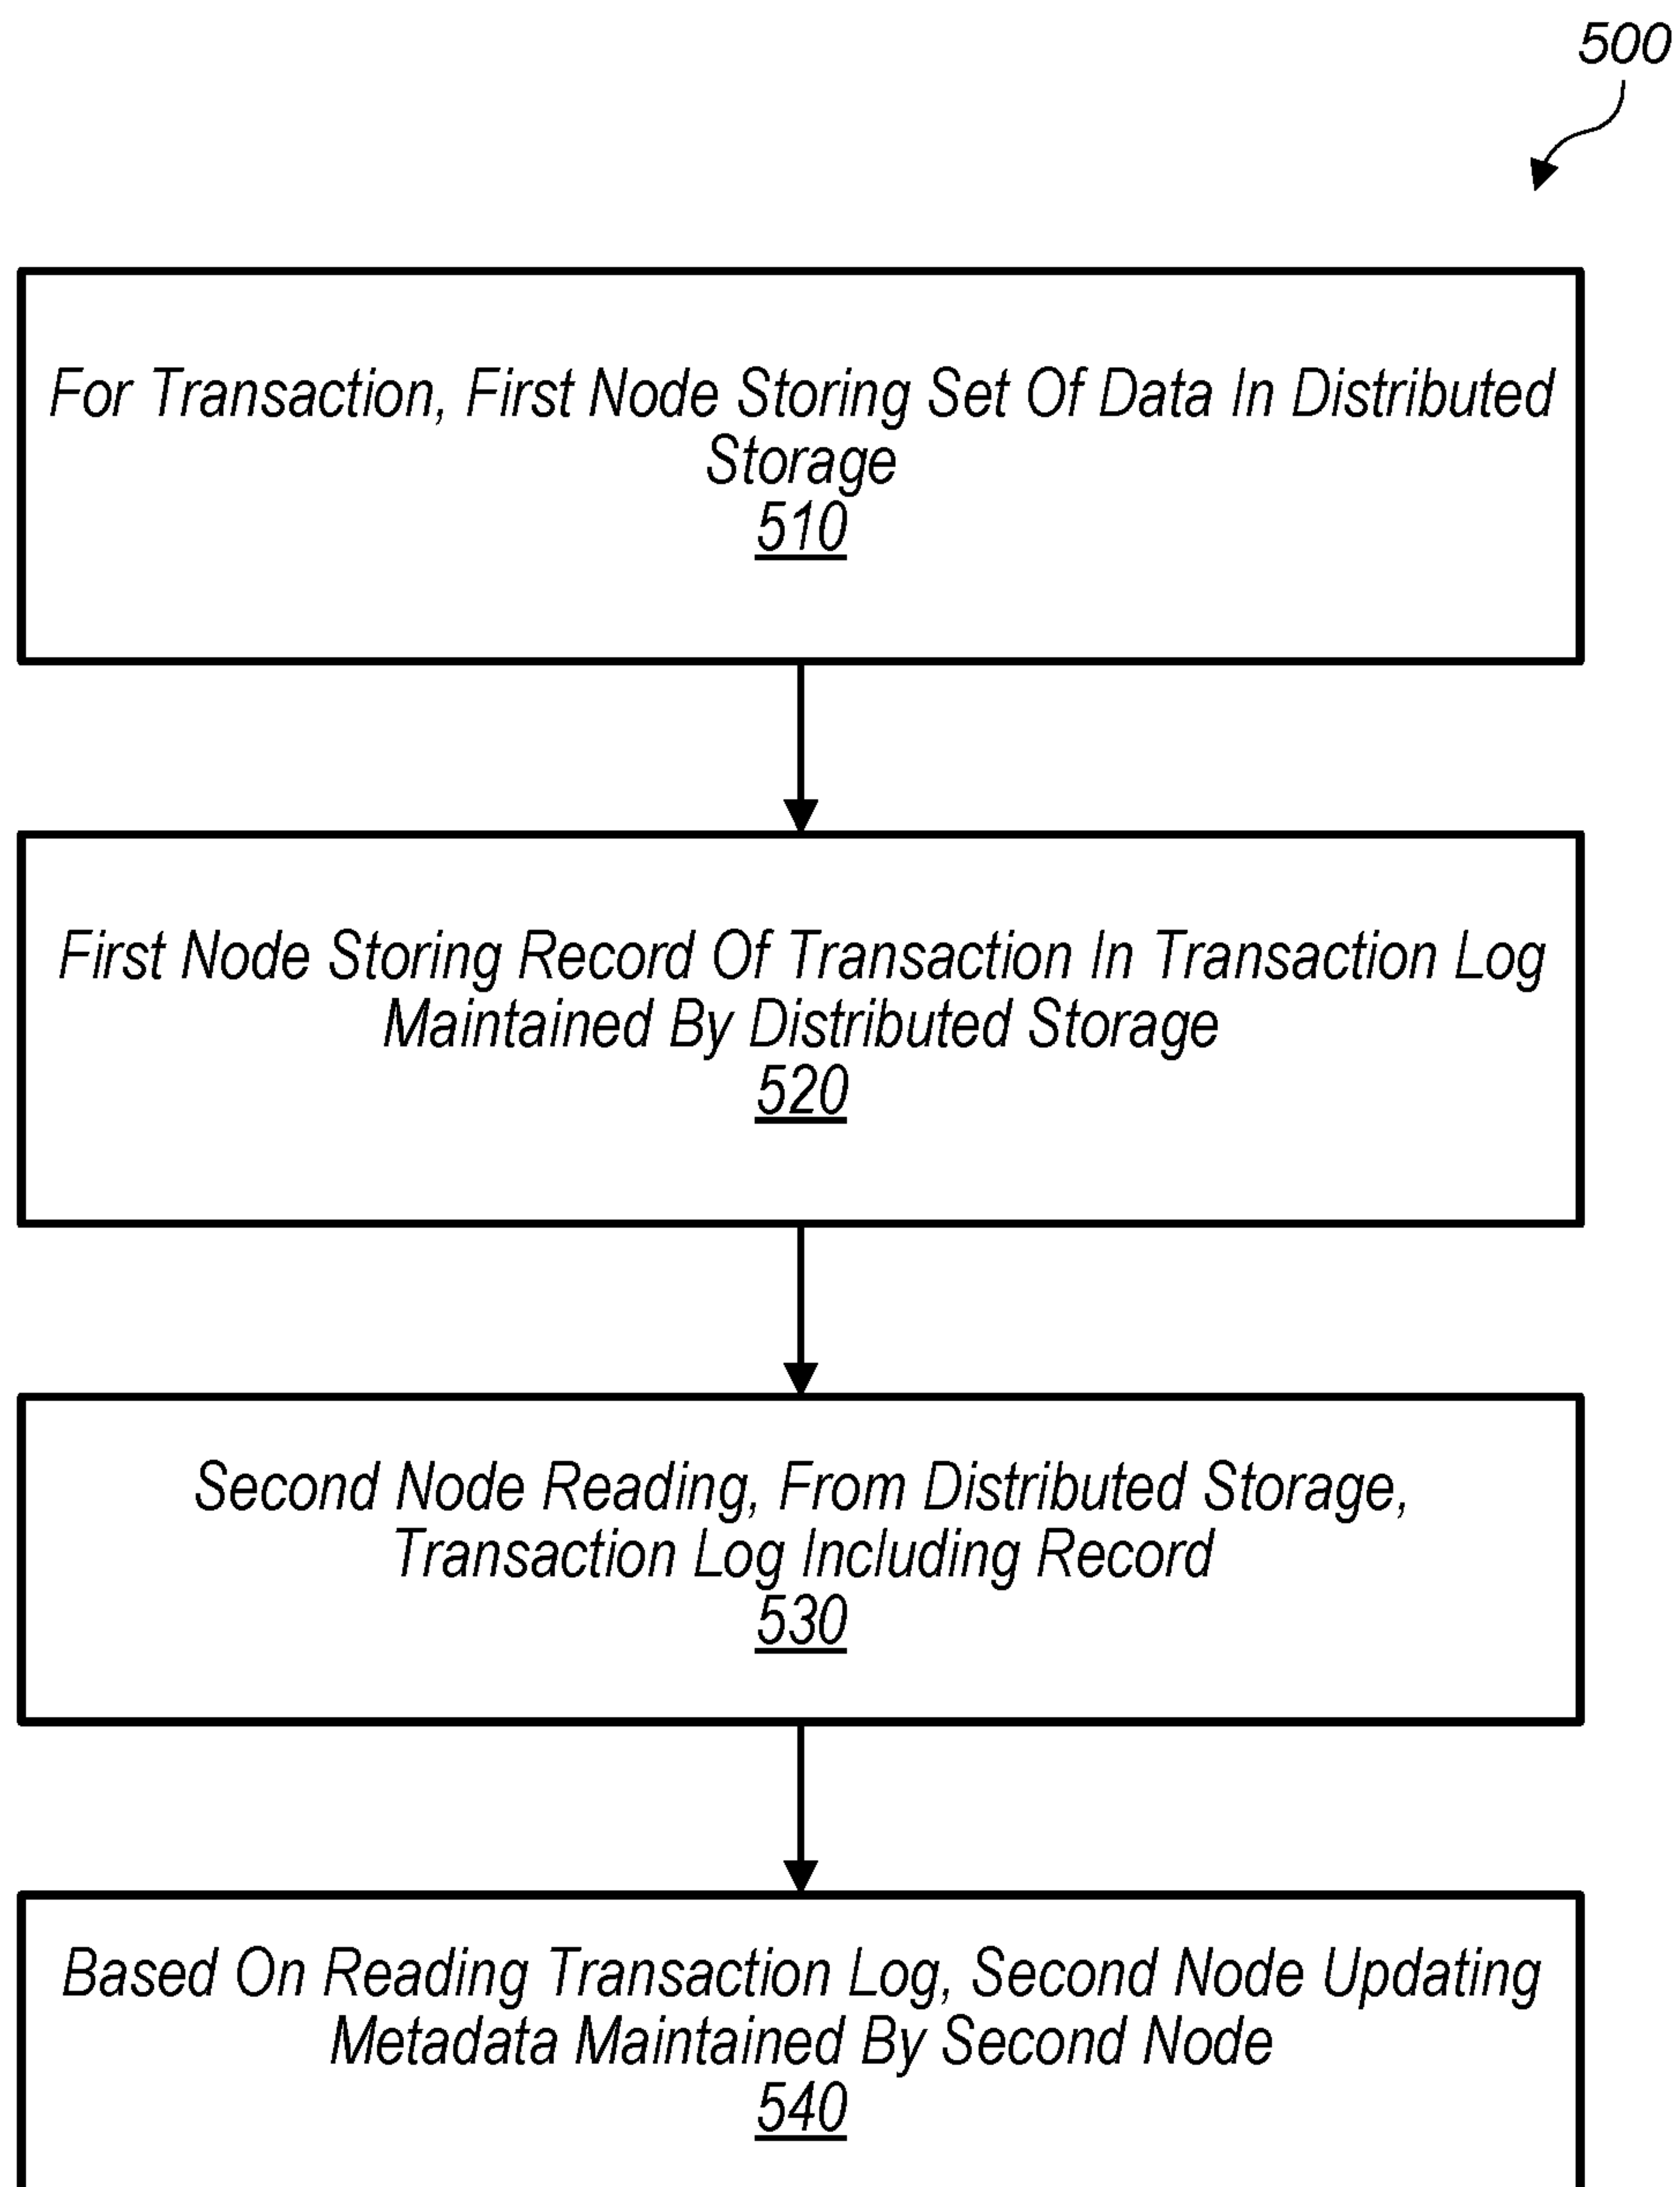 500
For Transaction, First Node Storing Set Of Data In Distributed
Storage
510
First Node Storing Record Of Transaction In Transaction Log
Maintained By Distributed Storage
520
Second Node Reading, From Distributed Storage,
Transaction Log Including Record
530
Based On Reading Transaction Log, Second Node Updating
Metadata Maintained By Second Node
540